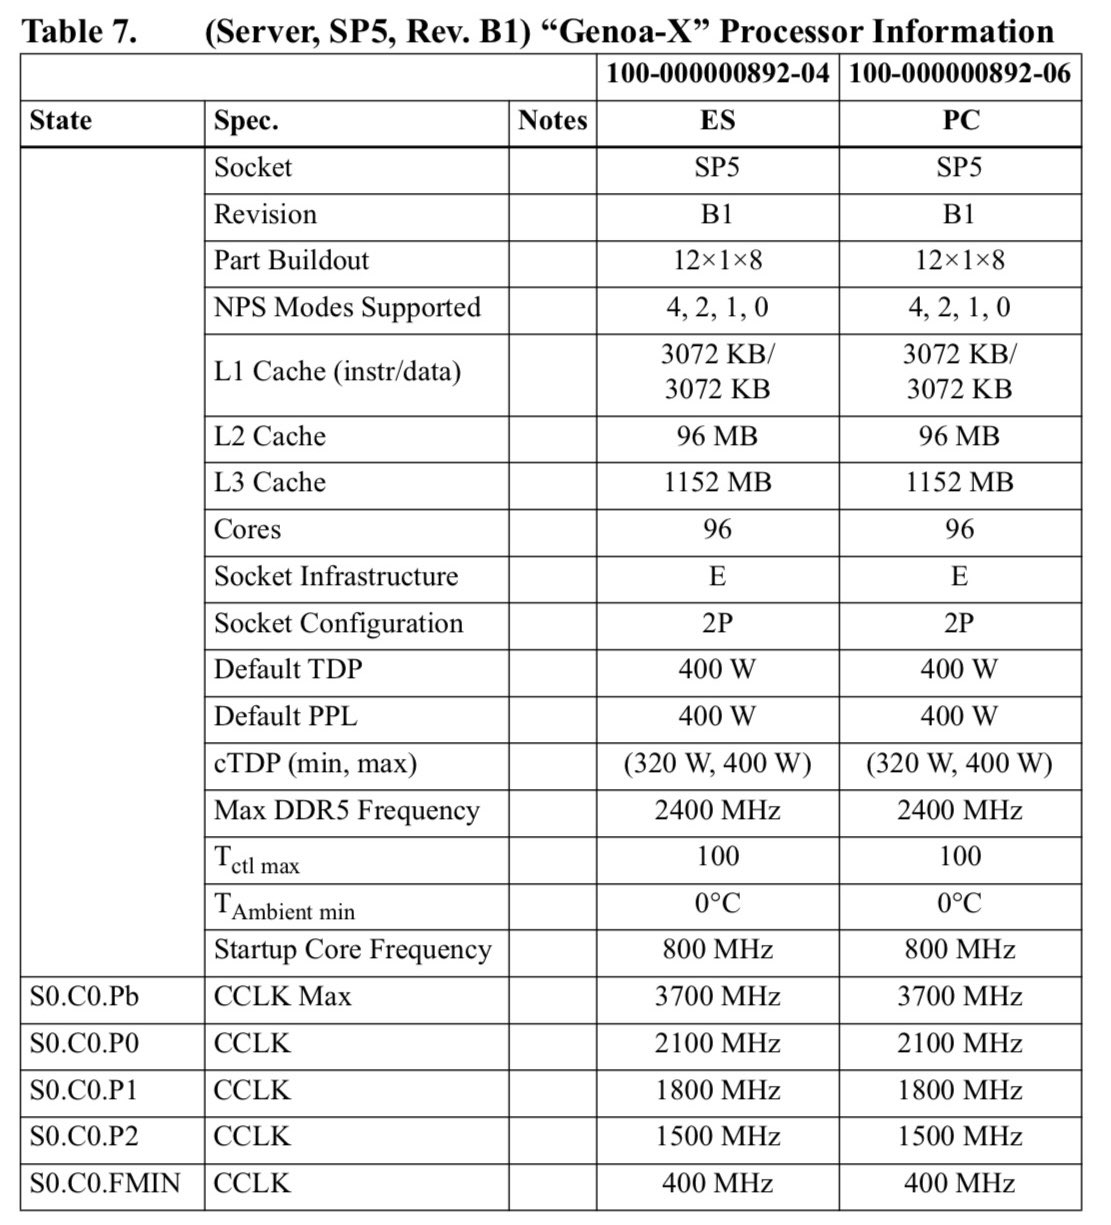 Table 7. (Server, SP5, Rev. B1) “Genoa-X” Processor Information
100-000000892-04 100-000000892-06
State Spec. Notes ES PC
Socket SP5 SP5
Revision B1 B1
Part Buildout 12×1×8 12×1×8
NPS Modes Supported 4, 2, 1, 0 4, 2, 1, 0
L1 Cache (instr/data) 3072 KB/ 3072 KB/
3072 KB 3072 KB
L2 Cache 96 MB 96 MB
L3 Cache 1152 MB 1152 MB
Cores 96 96
Socket Infrastructure E E
Socket Configuration 2P 2P
Default TDP 400 W 400 W
Default PPL 400 W 400 W
cTDP (min, max) (320 W, 400 W) (320 W, 400 W)
Max DDR5 Frequency 2400 MHz 2400 MHz
Tctl max 100 100
TAmbient min 0°C 0°C
Startup Core Frequency 800 MHz 800 MHz
S0.C0.Pb CCLK Max 3700 MHz 3700 MHz
S0.C0.P0 CCLK 2100 MHz 2100 MHz
S0.C0.P1 CCLK 1800 MHz 1800 MHz
S0.C0.P2 CCLK 1500 MHz 1500 MHz
S0.C0.FMIN CCLK 400 MHz 400 MHz